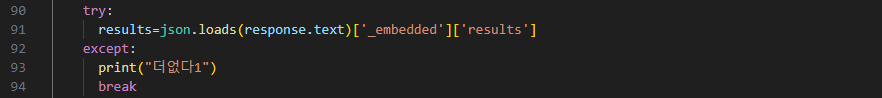 90 try:
91 results=json.loads(response.text)['_embedded']['results']
92 except:
93 print("더없다1")
94 break